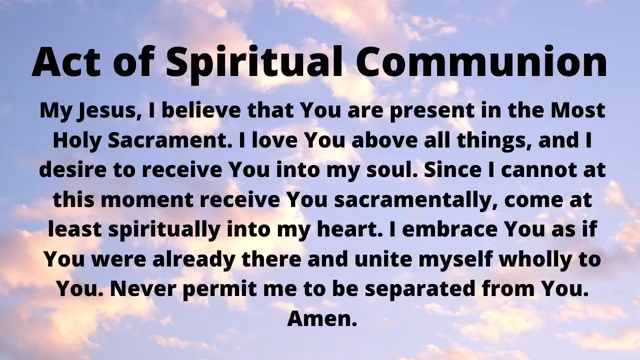 Act of Spiritual Communion
My Jesus, I believe that You are present in the Most
Holy Sacrament. I love You above all things, and I
desire to receive You into my soul. Since I cannot at
this moment receive You sacramentally, come at
least spiritually into my heart. I embrace You as if
You were already there and unite myself wholly to
You. Never permit me to be separated from You.
Amen.